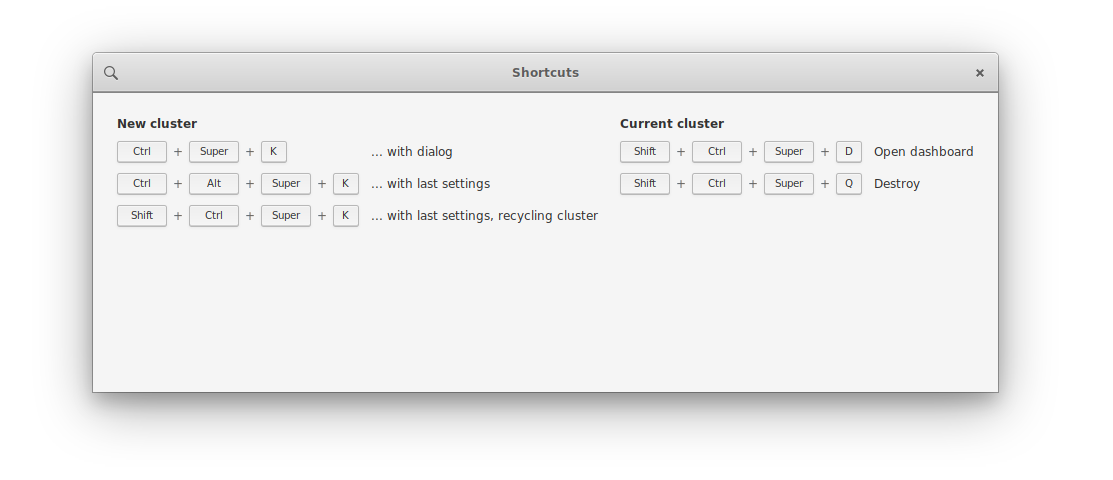 Shortcuts
New cluster
Ctrl + Super + K ... with dialog
Ctrl + Alt + Super + K ... with last settings
Shift + Ctrl + Super + K ... with last settings, recycling cluster
Current cluster
Shift + Ctrl + Super + D Open dashboard
Shift + Ctrl + Super + Q Destroy